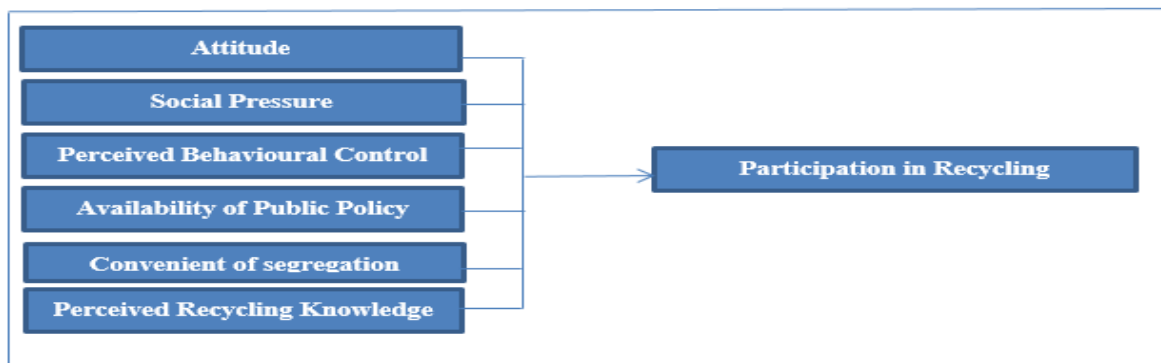 Attitude
Social Pressure
Perceived Behavioural Control
Availability of Public Policy
Convenient of segregation
Perceived Recycling Knowledge
Participation in Recycling